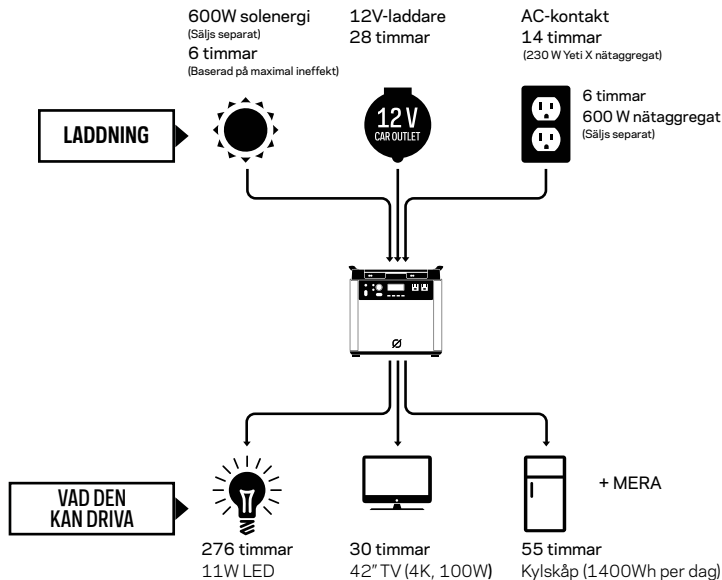 600W solenergi
(Säljs separat)
6 timmar
(Baserad på maximal ineffekt)
12V-laddare
28 timmar
AC-kontakt
14 timmar
(230 W Yeti X nätaggregat)
6 timmar
600 W nätaggregat
(Säljs separat)
LADDNING
12 V
CAR OUTLET
VAD DEN
KAN DRIVA
276 timmar
11W LED
30 timmar
42” TV (4K, 100W)
55 timmar
Kylskåp (1400Wh per dag)
+ MERA